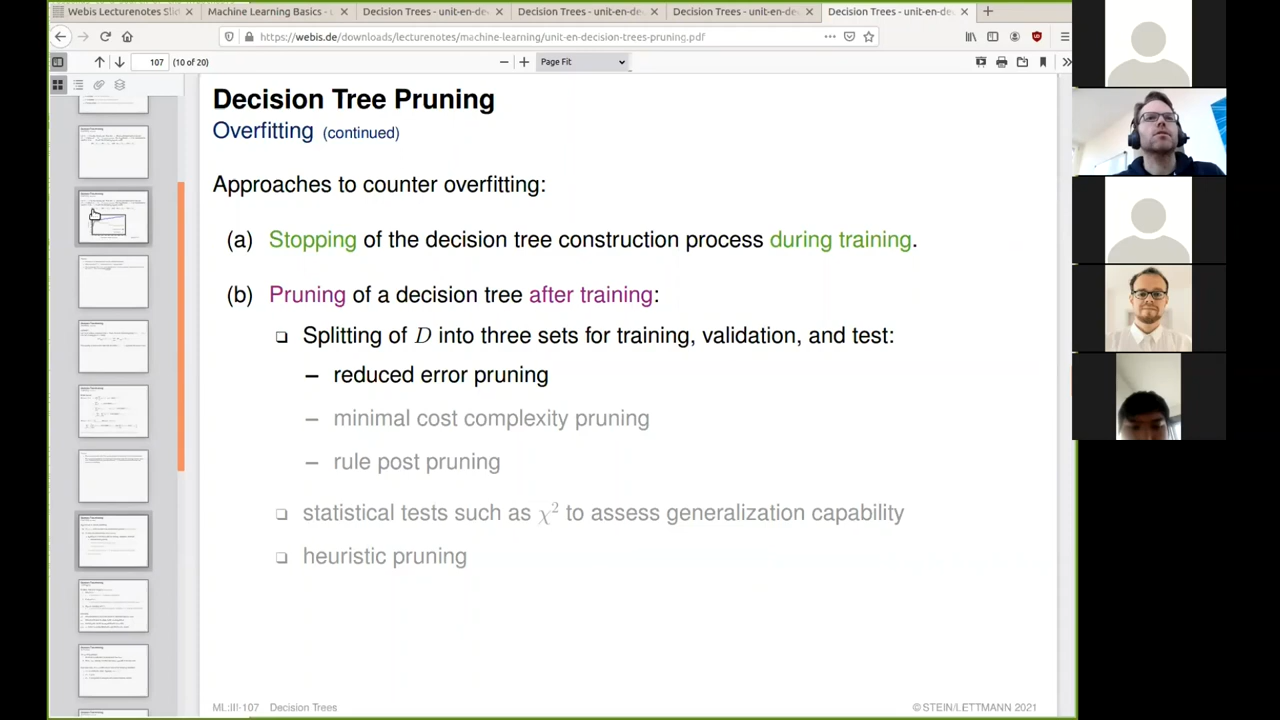 Webis Lecturenotes Slid
Machine Learning Basics - u
Decision Trees - unit-en-de
Decision Trees - unit-en-de
Decision Trees - unit-en-de
Decision Trees - unit-en-de
https://webis.de/downloads/lecturenotes/machine-learning/unit-en-decision-trees-pruning.pdf
107 (10 of 20)
Page Fit
Decision Tree Pruning
Overfitting (continued)
Approaches to counter overfitting:
(a) Stopping of the decision tree construction process during training.
(b) Pruning of a decision tree after training:
❑ Splitting of D into three sets for training, validation, and test:
– reduced error pruning
– minimal cost complexity pruning
– rule post pruning
❑ statistical tests such as χ² to assess generalization capability
❑ heuristic pruning
ML:III-107 Decision Trees
© STEIN/LETTMANN 2021